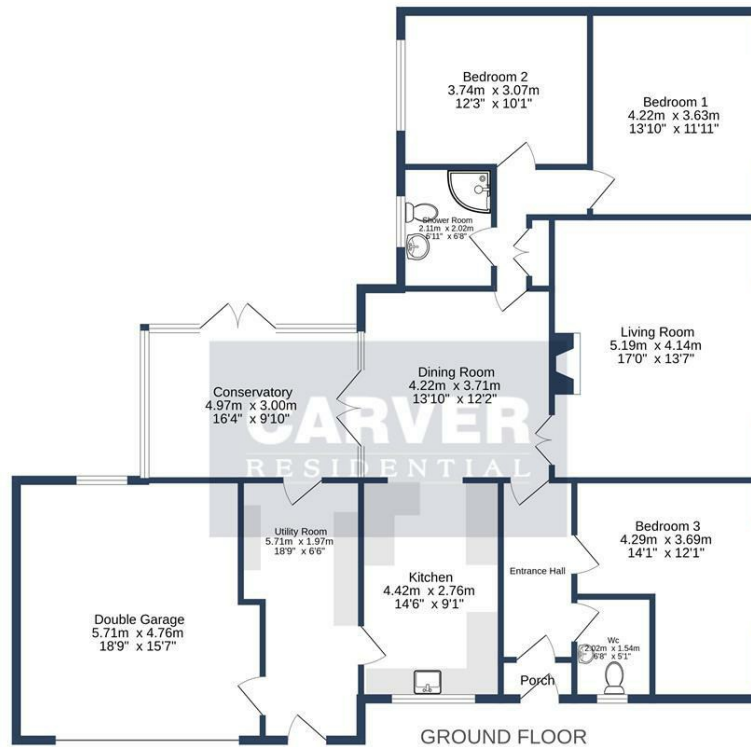 Bedroom 2
3.74m x 3.07m
12'3" x 10'1"
Bedroom 1
4.22m x 3.63m
13'10" x 11'11"
Shower Room
2.11m x 2.02m
6'11" x 6'8"
Living Room
5.19m x 4.14m
17'0" x 13'7"
Dining Room
4.22m x 3.71m
13'10" x 12'2"
Conservatory
4.97m x 3.00m
16'4" x 9'10"
CARVER
RESIDENTIAL
Utility Room
5.71m x 1.97m
18'9" x 6'6"
Kitchen
4.42m x 2.76m
14'6" x 9'1"
Entrance Hall
Bedroom 3
4.29m x 3.69m
14'1" x 12'1"
Double Garage
5.71m x 4.76m
18'9" x 15'7"
Wc
2.02m x 1.54m
6'8" x 5'1"
Porch
GROUND FLOOR